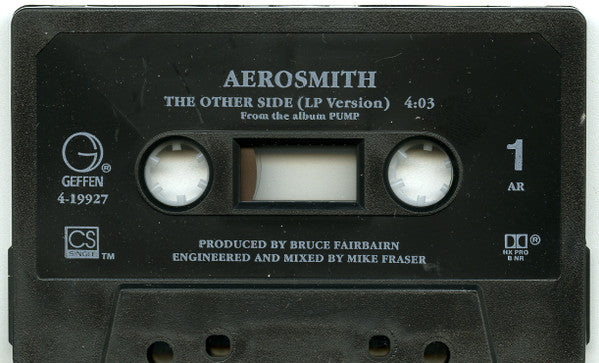 AEROSMITH
THE OTHER SIDE (LP Version) 4:03
From the album PUMP
G®
GEFFEN
4-19927
1
AR
CS
SINGLE
TM
PRODUCED BY BRUCE FAIRBAIRN
ENGINEERED AND MIXED BY MIKE FRASER
®
HX PRO
B NR